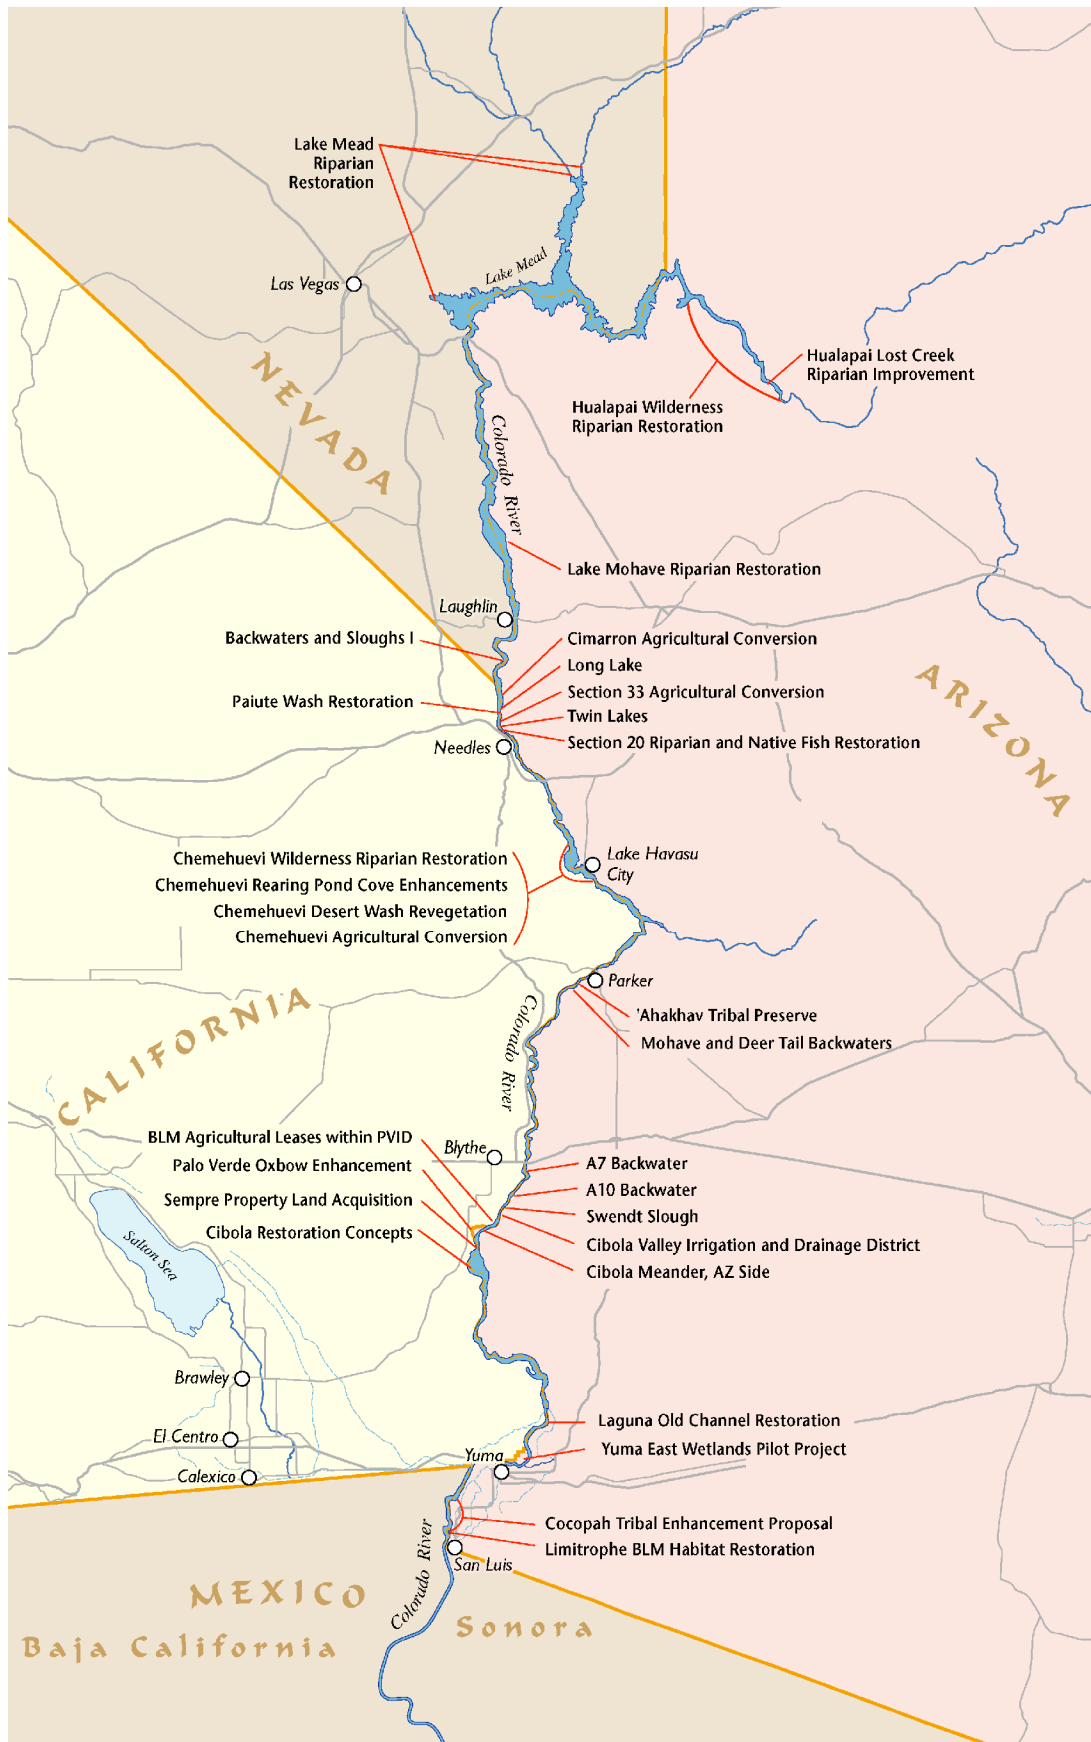 Lake Mead
Riparian
Restoration
Las Vegas
Lake Mead
NEVADA
Hualapai Lost Creek
Riparian Improvement
Hualapai Wilderness
Riparian Restoration
Colorado River
Lake Mohave Riparian Restoration
Laughlin
Backwaters and Sloughs I
Cimarron Agricultural Conversion
Long Lake
Section 33 Agricultural Conversion
Paiute Wash Restoration
Twin Lakes
Section 20 Riparian and Native Fish Restoration
Needles
ARIZONA
Chemehuevi Wilderness Riparian Restoration
Chemehuevi Rearing Pond Cove Enhancements
Chemehuevi Desert Wash Revegetation
Chemehuevi Agricultural Conversion
Lake Havasu
City
Parker
'Ahakhav Tribal Preserve
Mohave and Deer Tail Backwaters
CALIFORNIA
Colorado River
BLM Agricultural Leases within PVID
Palo Verde Oxbow Enhancement
Sempre Property Land Acquisition
Cibola Restoration Concepts
Blythe
A7 Backwater
A10 Backwater
Swendt Slough
Cibola Valley Irrigation and Drainage District
Cibola Meander, AZ Side
Salton Sea
Brawley
El Centro
Calexico
Laguna Old Channel Restoration
Yuma East Wetlands Pilot Project
Yuma
Cocopah Tribal Enhancement Proposal
Limitrophe BLM Habitat Restoration
San Luis
Colorado River
MEXICO
Baja California
Sonora